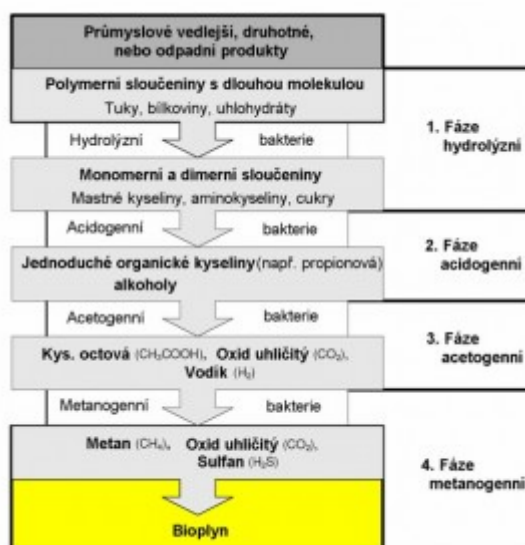 Průmyslové vedlejší, druhotné,
nebo odpadní produkty
Polymerní sloučeniny s dlouhou molekulou
Tuky, bílkoviny, uhlohydráty
Hydrolýzní bakterie
1. Fáze
hydrolýzní
Monomerní a dimerní sloučeniny
Mastné kyseliny, aminokyseliny, cukry
Acidogenní bakterie
2. Fáze
acidogenní
Jednoduché organické kyseliny (např. propionová)
alkoholy
Acetogenní bakterie
3. Fáze
acetogenní
Kys. octová (CH₃COOH), Oxid uhličitý (CO₂),
Vodík (H₂)
Metanogenní bakterie
Metan (CH₄), Oxid uhličitý (CO₂),
Sulfan (H₂S)
4. Fáze
metanogenní
Bioplyn